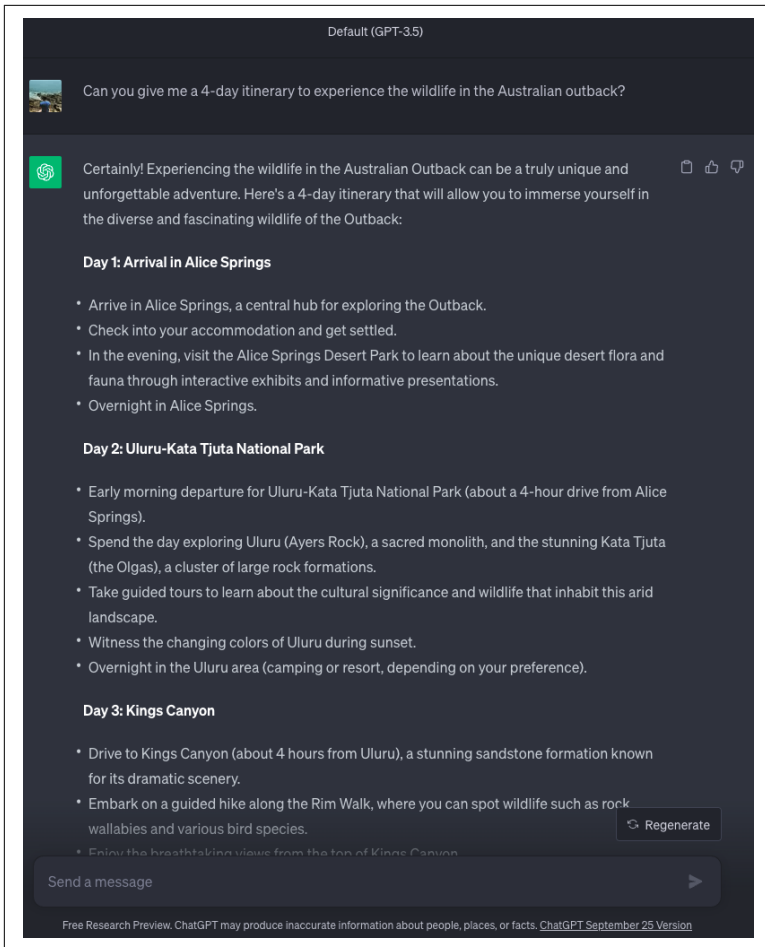 Default (GPT-3.5)
Can you give me a 4-day itinerary to experience the wildlife in the Australian outback?
Certainly! Experiencing the wildlife in the Australian Outback can be a truly unique and
unforgettable adventure. Here's a 4-day itinerary that will allow you to immerse yourself in
the diverse and fascinating wildlife of the Outback:
Day 1: Arrival in Alice Springs
• Arrive in Alice Springs, a central hub for exploring the Outback.
• Check into your accommodation and get settled.
• In the evening, visit the Alice Springs Desert Park to learn about the unique desert flora and
fauna through interactive exhibits and informative presentations.
• Overnight in Alice Springs.
Day 2: Uluru-Kata Tjuta National Park
• Early morning departure for Uluru-Kata Tjuta National Park (about a 4-hour drive from Alice
Springs).
• Spend the day exploring Uluru (Ayers Rock), a sacred monolith, and the stunning Kata Tjuta
(the Olgas), a cluster of large rock formations.
• Take guided tours to learn about the cultural significance and wildlife that inhabit this arid
landscape.
• Witness the changing colors of Uluru during sunset.
• Overnight in the Uluru area (camping or resort, depending on your preference).
Day 3: Kings Canyon
• Drive to Kings Canyon (about 4 hours from Uluru), a stunning sandstone formation known
for its dramatic scenery.
• Embark on a guided hike along the Rim Walk, where you can spot wildlife such as rock
wallabies and various bird species.
Regenerate
• Enjoy the breathtaking views from the top of Kings Canyon
Send a message
Free Research Preview. ChatGPT may produce inaccurate information about people, places, or facts. ChatGPT September 25 Version